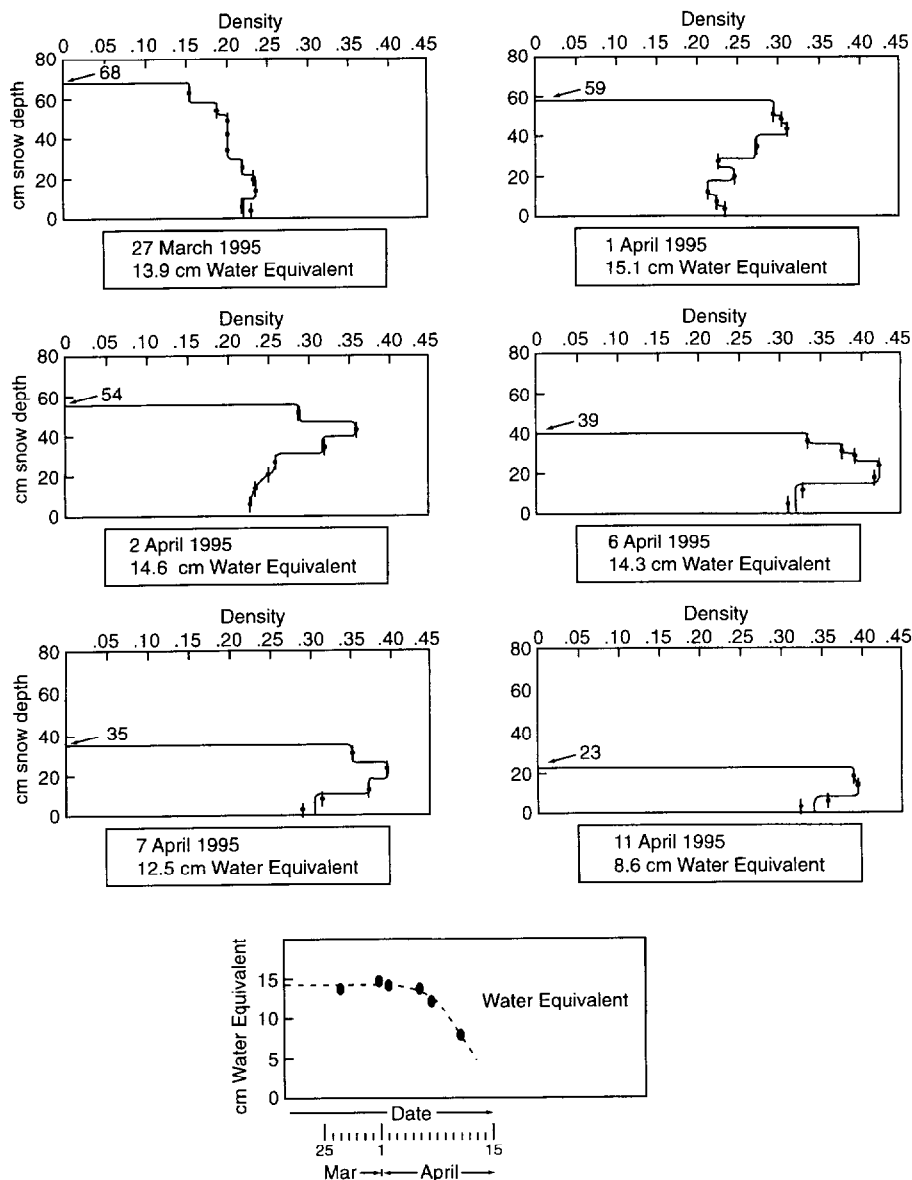 Density
0 .05 .10 .15 .20 .25 .30 .35 .45
80
60
40
20
0
cm snow depth
68
27 March 1995
13.9 cm Water Equivalent
Density
0 .05 .10 .15 .20 .25 .30 .35 .45
80
60
40
20
0
59
1 April 1995
15.1 cm Water Equivalent
Density
0 .05 .10 .15 .20 .25 .30 .35 .45
80
60
40
20
0
cm snow depth
54
2 April 1995
14.6 cm Water Equivalent
Density
0 .05 .10 .15 .20 .25 .30 .35 .45
80
60
40
20
0
39
6 April 1995
14.3 cm Water Equivalent
Density
.05 .10 .15 .20 .25 .30 .35 .45
80
60
40
20
0
cm snow depth
35
7 April 1995
12.5 cm Water Equivalent
Density
0 .05 .10 .15 .20 .25 .30 .35 .45
80
60
40
20
0
23
11 April 1995
8.6 cm Water Equivalent
cm Water Equivalent
15
10
5
0
Water Equivalent
Date
25 1 15
Mar April